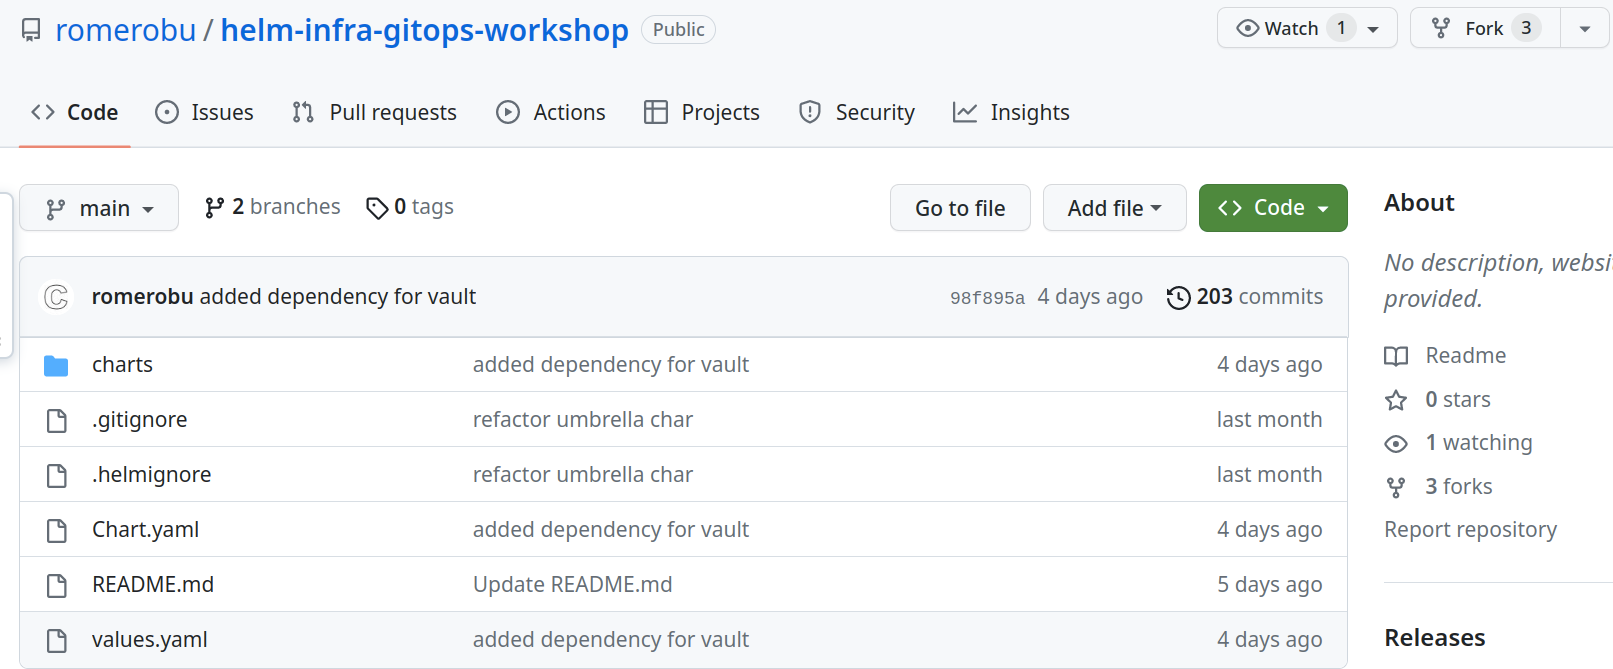 romerobu / helm-infra-gitops-workshop Public Watch 1 Fork 3
Code Issues Pull requests Actions Projects Security Insights
main 2 branches 0 tags Go to file Add file Code
romerobu added dependency for vault 98f895a 4 days ago 203 commits
charts added dependency for vault 4 days ago
.gitignore refactor umbrella char last month
.helmignore refactor umbrella char last month
Chart.yaml added dependency for vault 4 days ago
README.md Update README.md 5 days ago
values.yaml added dependency for vault 4 days ago
About
No description, websi
provided.
Readme
0 stars
1 watching
3 forks
Report repository
Releases